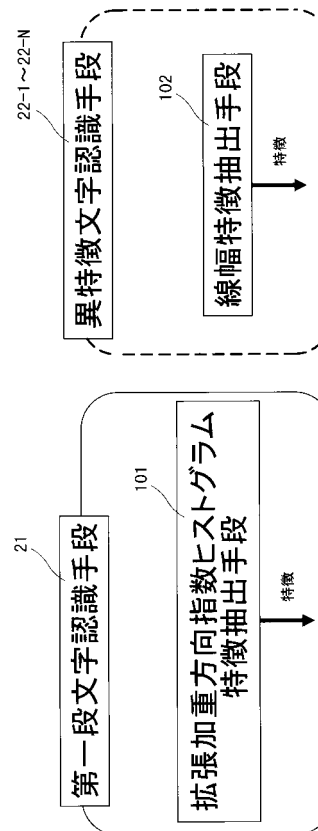 21
第一段文字認識手段
101
拡張加重方向指数ヒストグラム
特徴抽出手段
特徴
22-1～22-N
異特徴文字認識手段
102
線幅特徴抽出手段
特徴